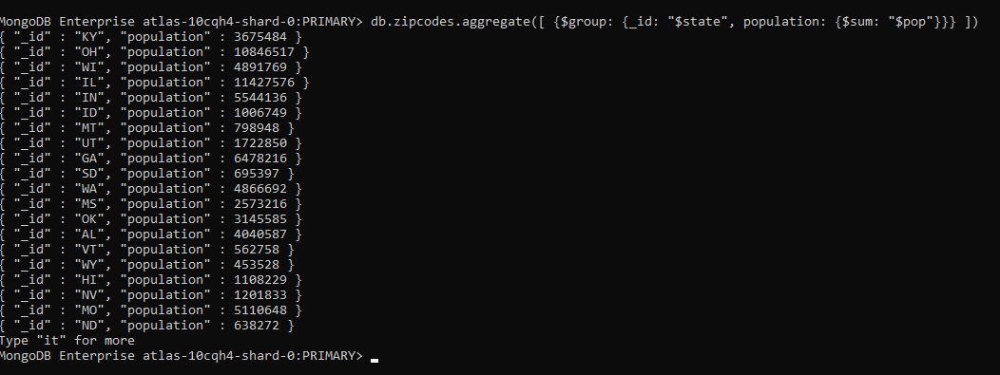 MongoDB Enterprise atlas-10cqh4-shard-0:PRIMARY> db.zipcodes.aggregate([ {$group: {_id: "$state", population: {$sum: "$pop"}}} ])
{ "_id" : "KY", "population" : 3675484 }
{ "_id" : "OH", "population" : 10846517 }
{ "_id" : "WI", "population" : 4891769 }
{ "_id" : "IL", "population" : 11427576 }
{ "_id" : "IN", "population" : 5544136 }
{ "_id" : "ID", "population" : 1006749 }
{ "_id" : "MT", "population" : 798948 }
{ "_id" : "UT", "population" : 1722850 }
{ "_id" : "GA", "population" : 6478216 }
{ "_id" : "SD", "population" : 695397 }
{ "_id" : "WA", "population" : 4866692 }
{ "_id" : "MS", "population" : 2573216 }
{ "_id" : "OK", "population" : 3145585 }
{ "_id" : "AL", "population" : 4040587 }
{ "_id" : "VT", "population" : 562758 }
{ "_id" : "WY", "population" : 453528 }
{ "_id" : "HI", "population" : 1108229 }
{ "_id" : "NV", "population" : 1201833 }
{ "_id" : "MO", "population" : 5110648 }
{ "_id" : "ND", "population" : 638272 }
Type "it" for more
MongoDB Enterprise atlas-10cqh4-shard-0:PRIMARY>